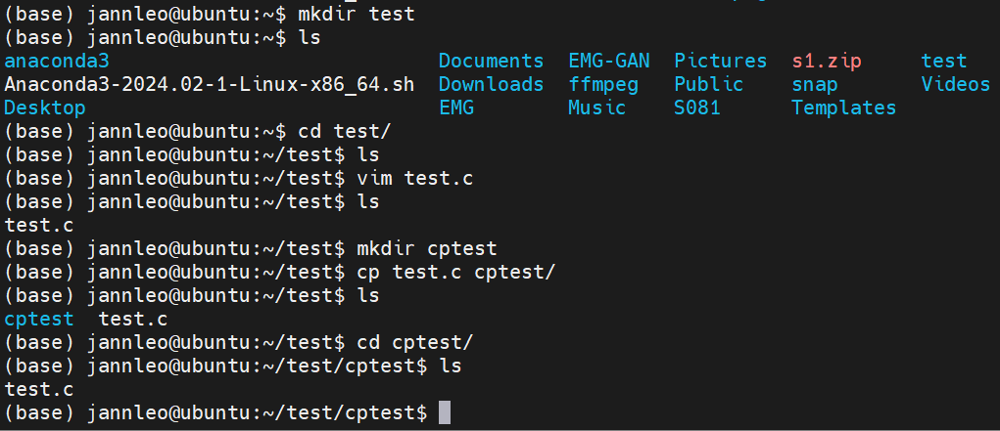 (base) jannleo@ubuntu:~$ mkdir test
(base) jannleo@ubuntu:~$ ls
anaconda3 Documents EMG-GAN Pictures s1.zip test
Anaconda3-2024.02-1-Linux-x86_64.sh Downloads ffmpeg Public snap Videos
Desktop EMG Music S081 Templates
(base) jannleo@ubuntu:~$ cd test/
(base) jannleo@ubuntu:~/test$ ls
(base) jannleo@ubuntu:~/test$ vim test.c
(base) jannleo@ubuntu:~/test$ ls
test.c
(base) jannleo@ubuntu:~/test$ mkdir cptest
(base) jannleo@ubuntu:~/test$ cp test.c cptest/
(base) jannleo@ubuntu:~/test$ ls
cptest test.c
(base) jannleo@ubuntu:~/test$ cd cptest/
(base) jannleo@ubuntu:~/test/cptest$ ls
test.c
(base) jannleo@ubuntu:~/test/cptest$